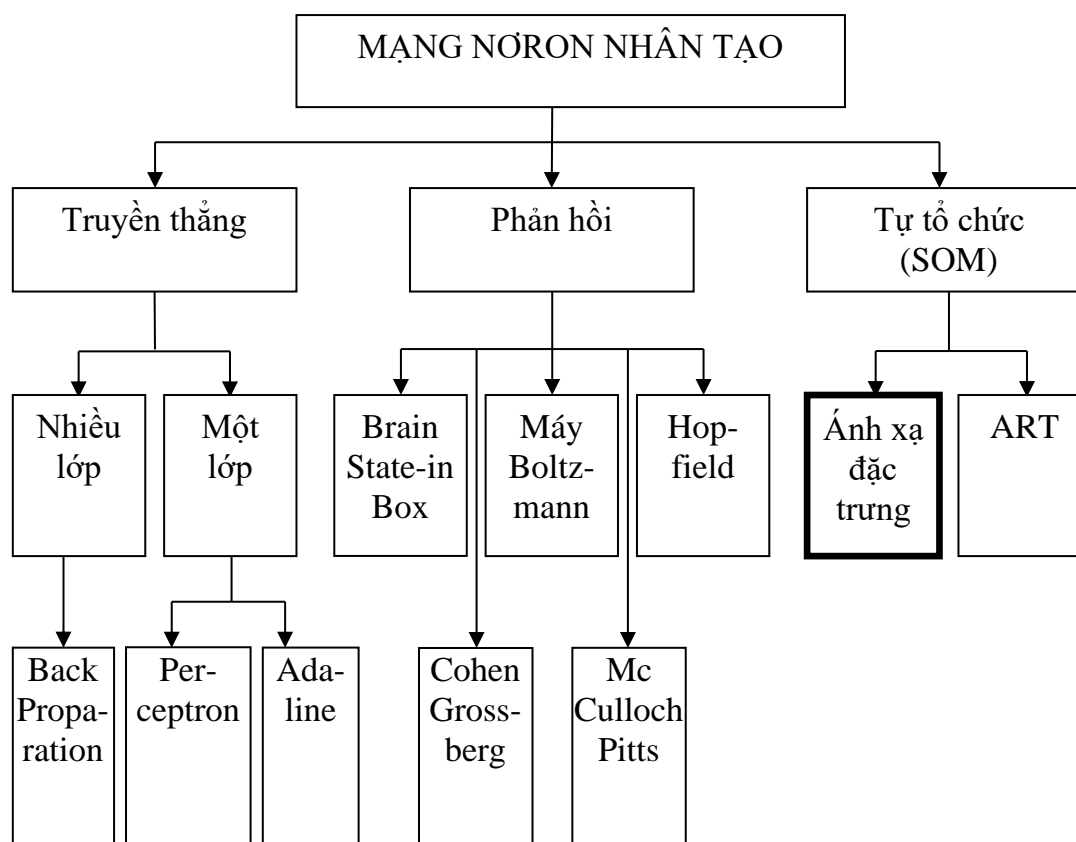 MẠNG NƠRON NHÂN TẠO
Truyền thẳng
Phản hồi
Tự tổ chức
(SOM)
Nhiều
lớp
Một
lớp
Brain
State-in
Box
Máy
Boltz-
mann
Hop-
field
Ánh xạ
đặc
trưng
ART
Back
Propa-
ration
Per-
ceptron
Ada-
line
Cohen
Gross-
berg
Mc
Culloch
Pitts